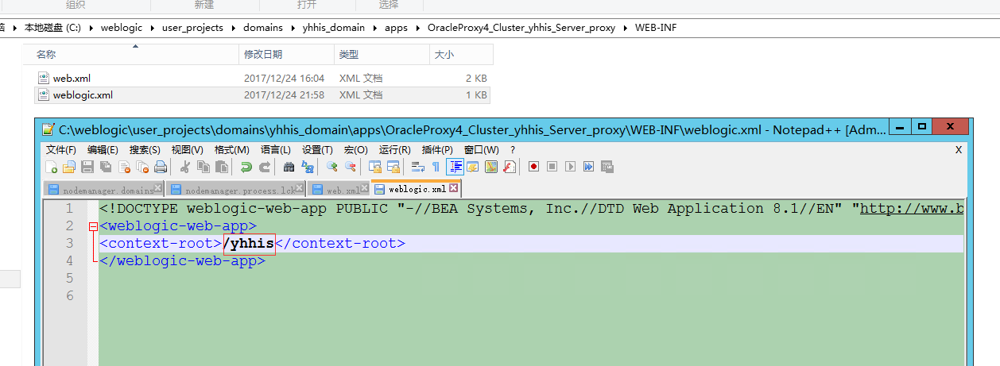 组织 新建 打开 选择
本地磁盘 (C:) weblogic user_projects domains yhhis_domain apps OracleProxy4_Cluster_yhhis_Server_proxy WEB-INF
名称 修改日期 类型 大小
web.xml 2017/12/24 16:04 XML 文档 2 KB
weblogic.xml 2017/12/24 21:58 XML 文档 1 KB
C:\weblogic\user_projects\domains\yhhis_domain\apps\OracleProxy4_Cluster_yhhis_Server_proxy\WEB-INF\weblogic.xml - Notepad++ [Adm...
文件(F) 编辑(E) 搜索(S) 视图(V) 格式(M) 语言(L) 设置(T) 宏(O) 运行(R) 插件(P) 窗口(W) ? X
nodemanager.domains nodemanager.process.lck web.xml weblogic.xml
1 <!DOCTYPE weblogic-web-app PUBLIC "-//BEA Systems, Inc.//DTD Web Application 8.1//EN" "http://www.b
2 <weblogic-web-app>
3 <context-root>/yhhis</context-root>
4 </weblogic-web-app>
5
6